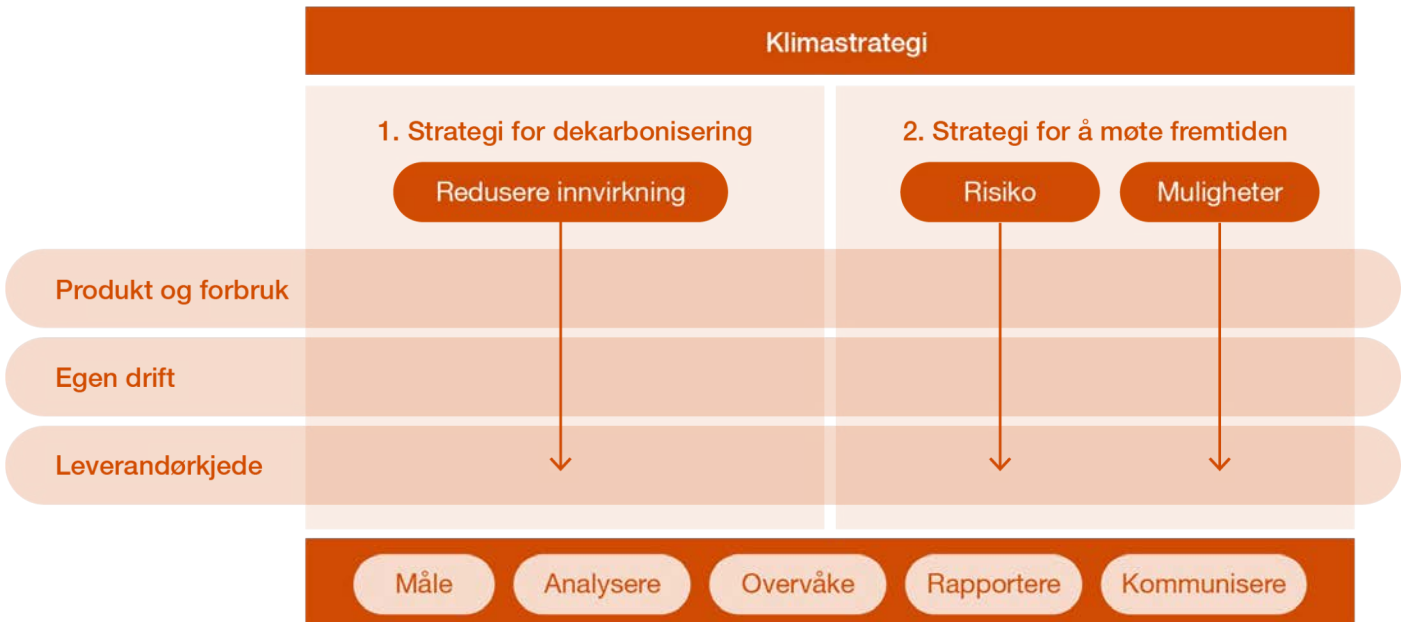 Klimastrategi
1. Strategi for dekarbonisering
2. Strategi for å møte fremtiden
Redusere innvirkning
Risiko
Muligheter
Produkt og forbruk
Egen drift
Leverandørkjede
Måle
Analysere
Overvåke
Rapportere
Kommunisere